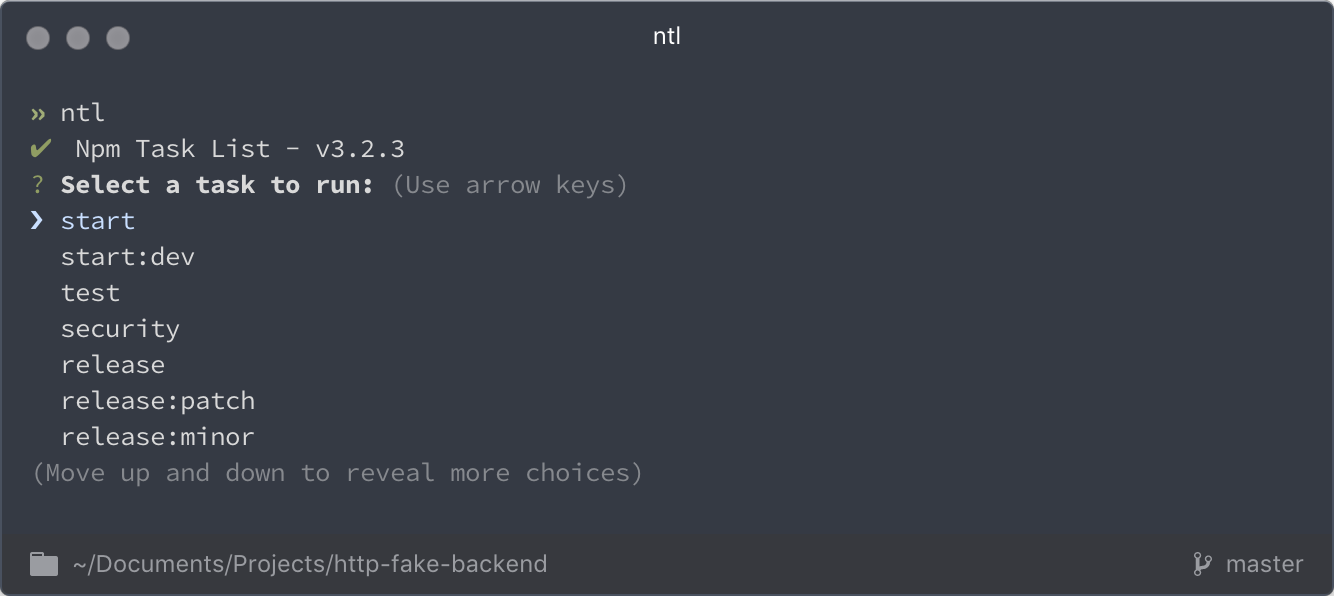 ntl
» ntl
✔ Npm Task List - v3.2.3
? Select a task to run: (Use arrow keys)
❯ start
start:dev
test
security
release
release:patch
release:minor
(Move up and down to reveal more choices)
~/Documents/Projects/http-fake-backend
master